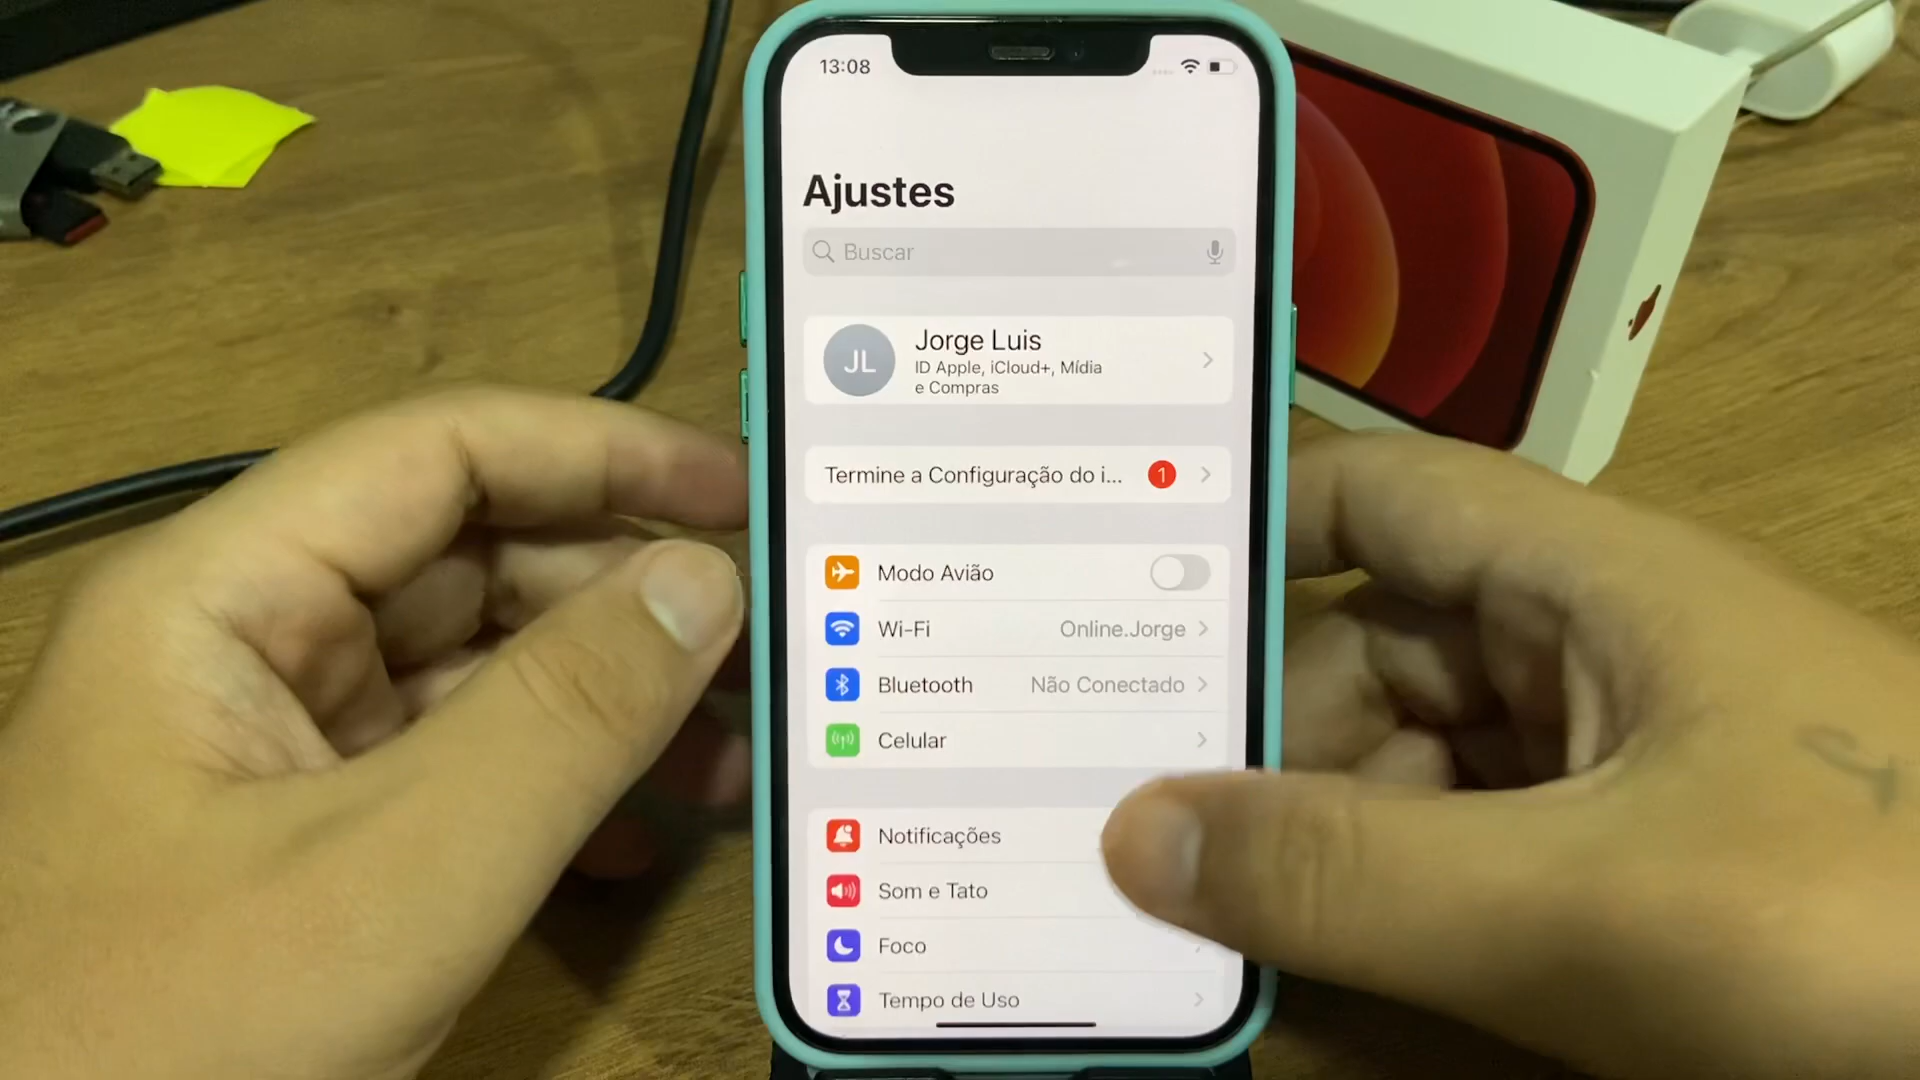 13:08
Ajustes
Buscar
JL
Jorge Luis
ID Apple, iCloud+, Mídia
e Compras
Termine a Configuração do i... 1
Modo Avião
Wi-Fi Online.Jorge
Bluetooth Não Conectado
Celular
Notificações
Som e Tato
Foco
Tempo de Uso